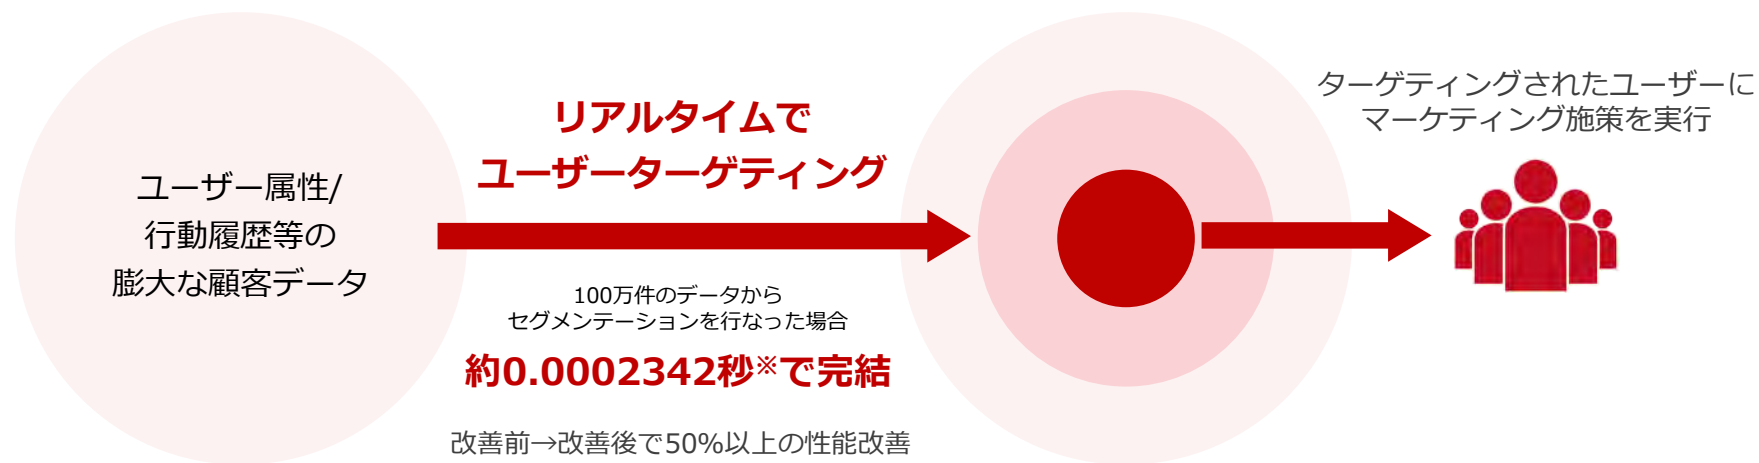 ユーザー属性/
行動履歴等の
膨大な顧客データ
リアルタイムで
ユーザーターゲティング
100万件のデータから
セグメンテーションを行なった場合
約0.0002342秒※で完結
改善前→改善後で50%以上の性能改善
ターゲティングされたユーザーに
マーケティング施策を実行